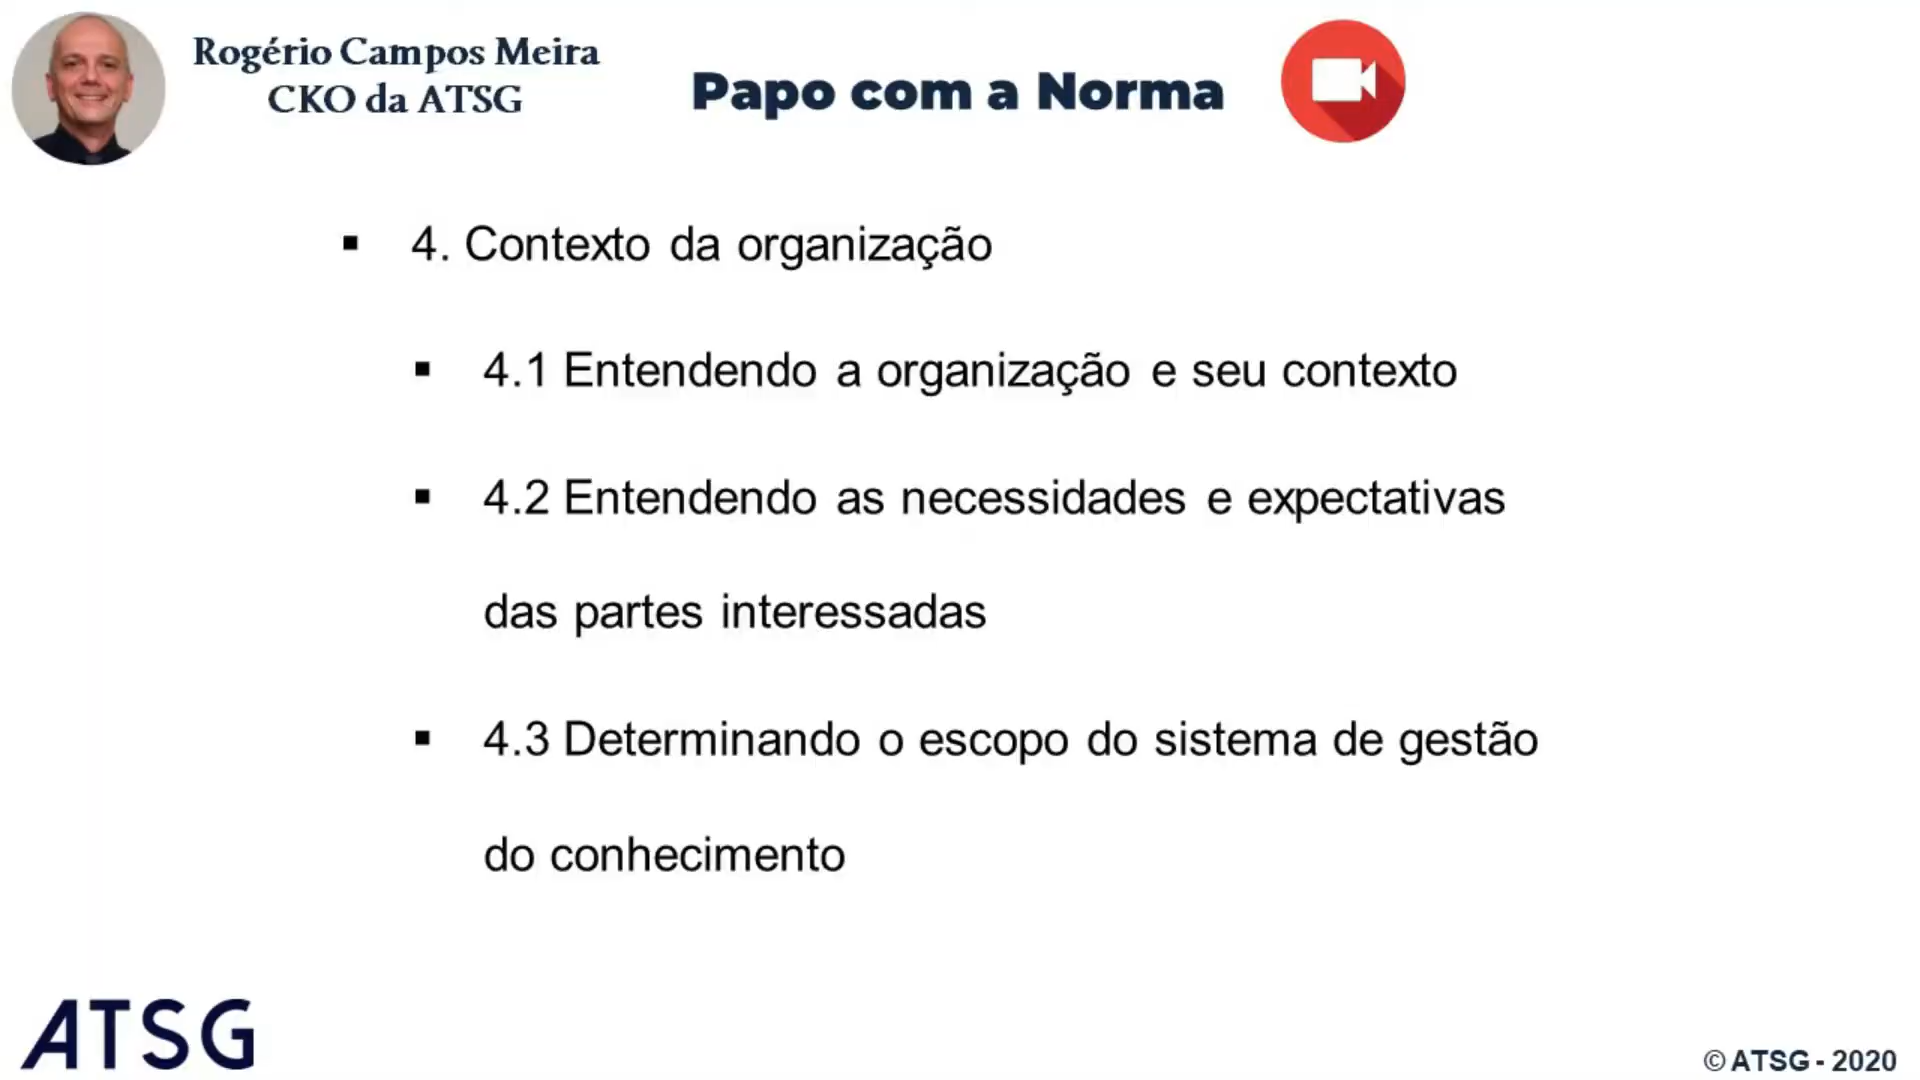 Rogério Campos Meira
CKO da ATSG
Papo com a Norma
4. Contexto da organização
4.1 Entendendo a organização e seu contexto
4.2 Entendendo as necessidades e expectativas
das partes interessadas
4.3 Determinando o escopo do sistema de gestão
do conhecimento
ATSG
© ATSG - 2020